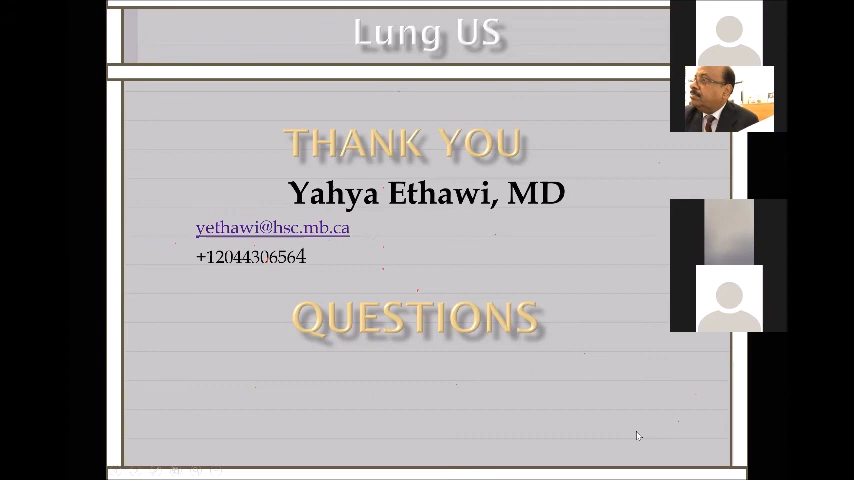 Lung US
THANK YOU
Yahya Ethawi, MD
yethawi@hsc.mb.ca
+12044306564
QUESTIONS